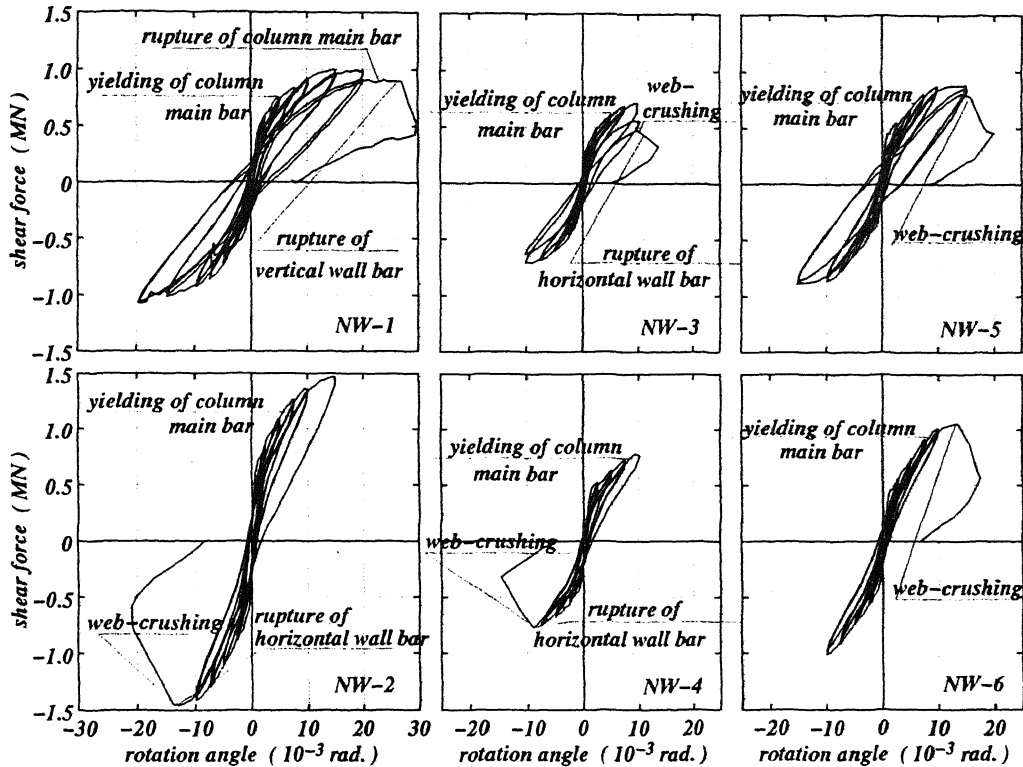 1.5
rupture of column main bar
1.0
yielding of column
main bar
0.5
0
−0.5
rupture of
vertical wall bar
−1.0
NW−1
−1.5
shear force ( MN )
yielding of column
main bar
web−
crushing
rupture of
horizontal wall bar
NW−3
yielding of column
main bar
web−crushing
NW−5
1.5
yielding of column
main bar
1.0
0.5
0
−0.5
web−crushing
rupture of
horizontal wall bar
−1.0
NW−2
−1.5
shear force ( MN )
−30 −20 −10 0 10 20 30
rotation angle ( 10−3 rad. )
yielding of column
main bar
web−crushing
rupture of
horizontal wall bar
NW−4
−20 −10 0 10 20
rotation angle ( 10−3 rad. )
yielding of column
main bar
web−crushing
NW−6
−20 −10 0 10 20
rotation angle ( 10−3 rad. )